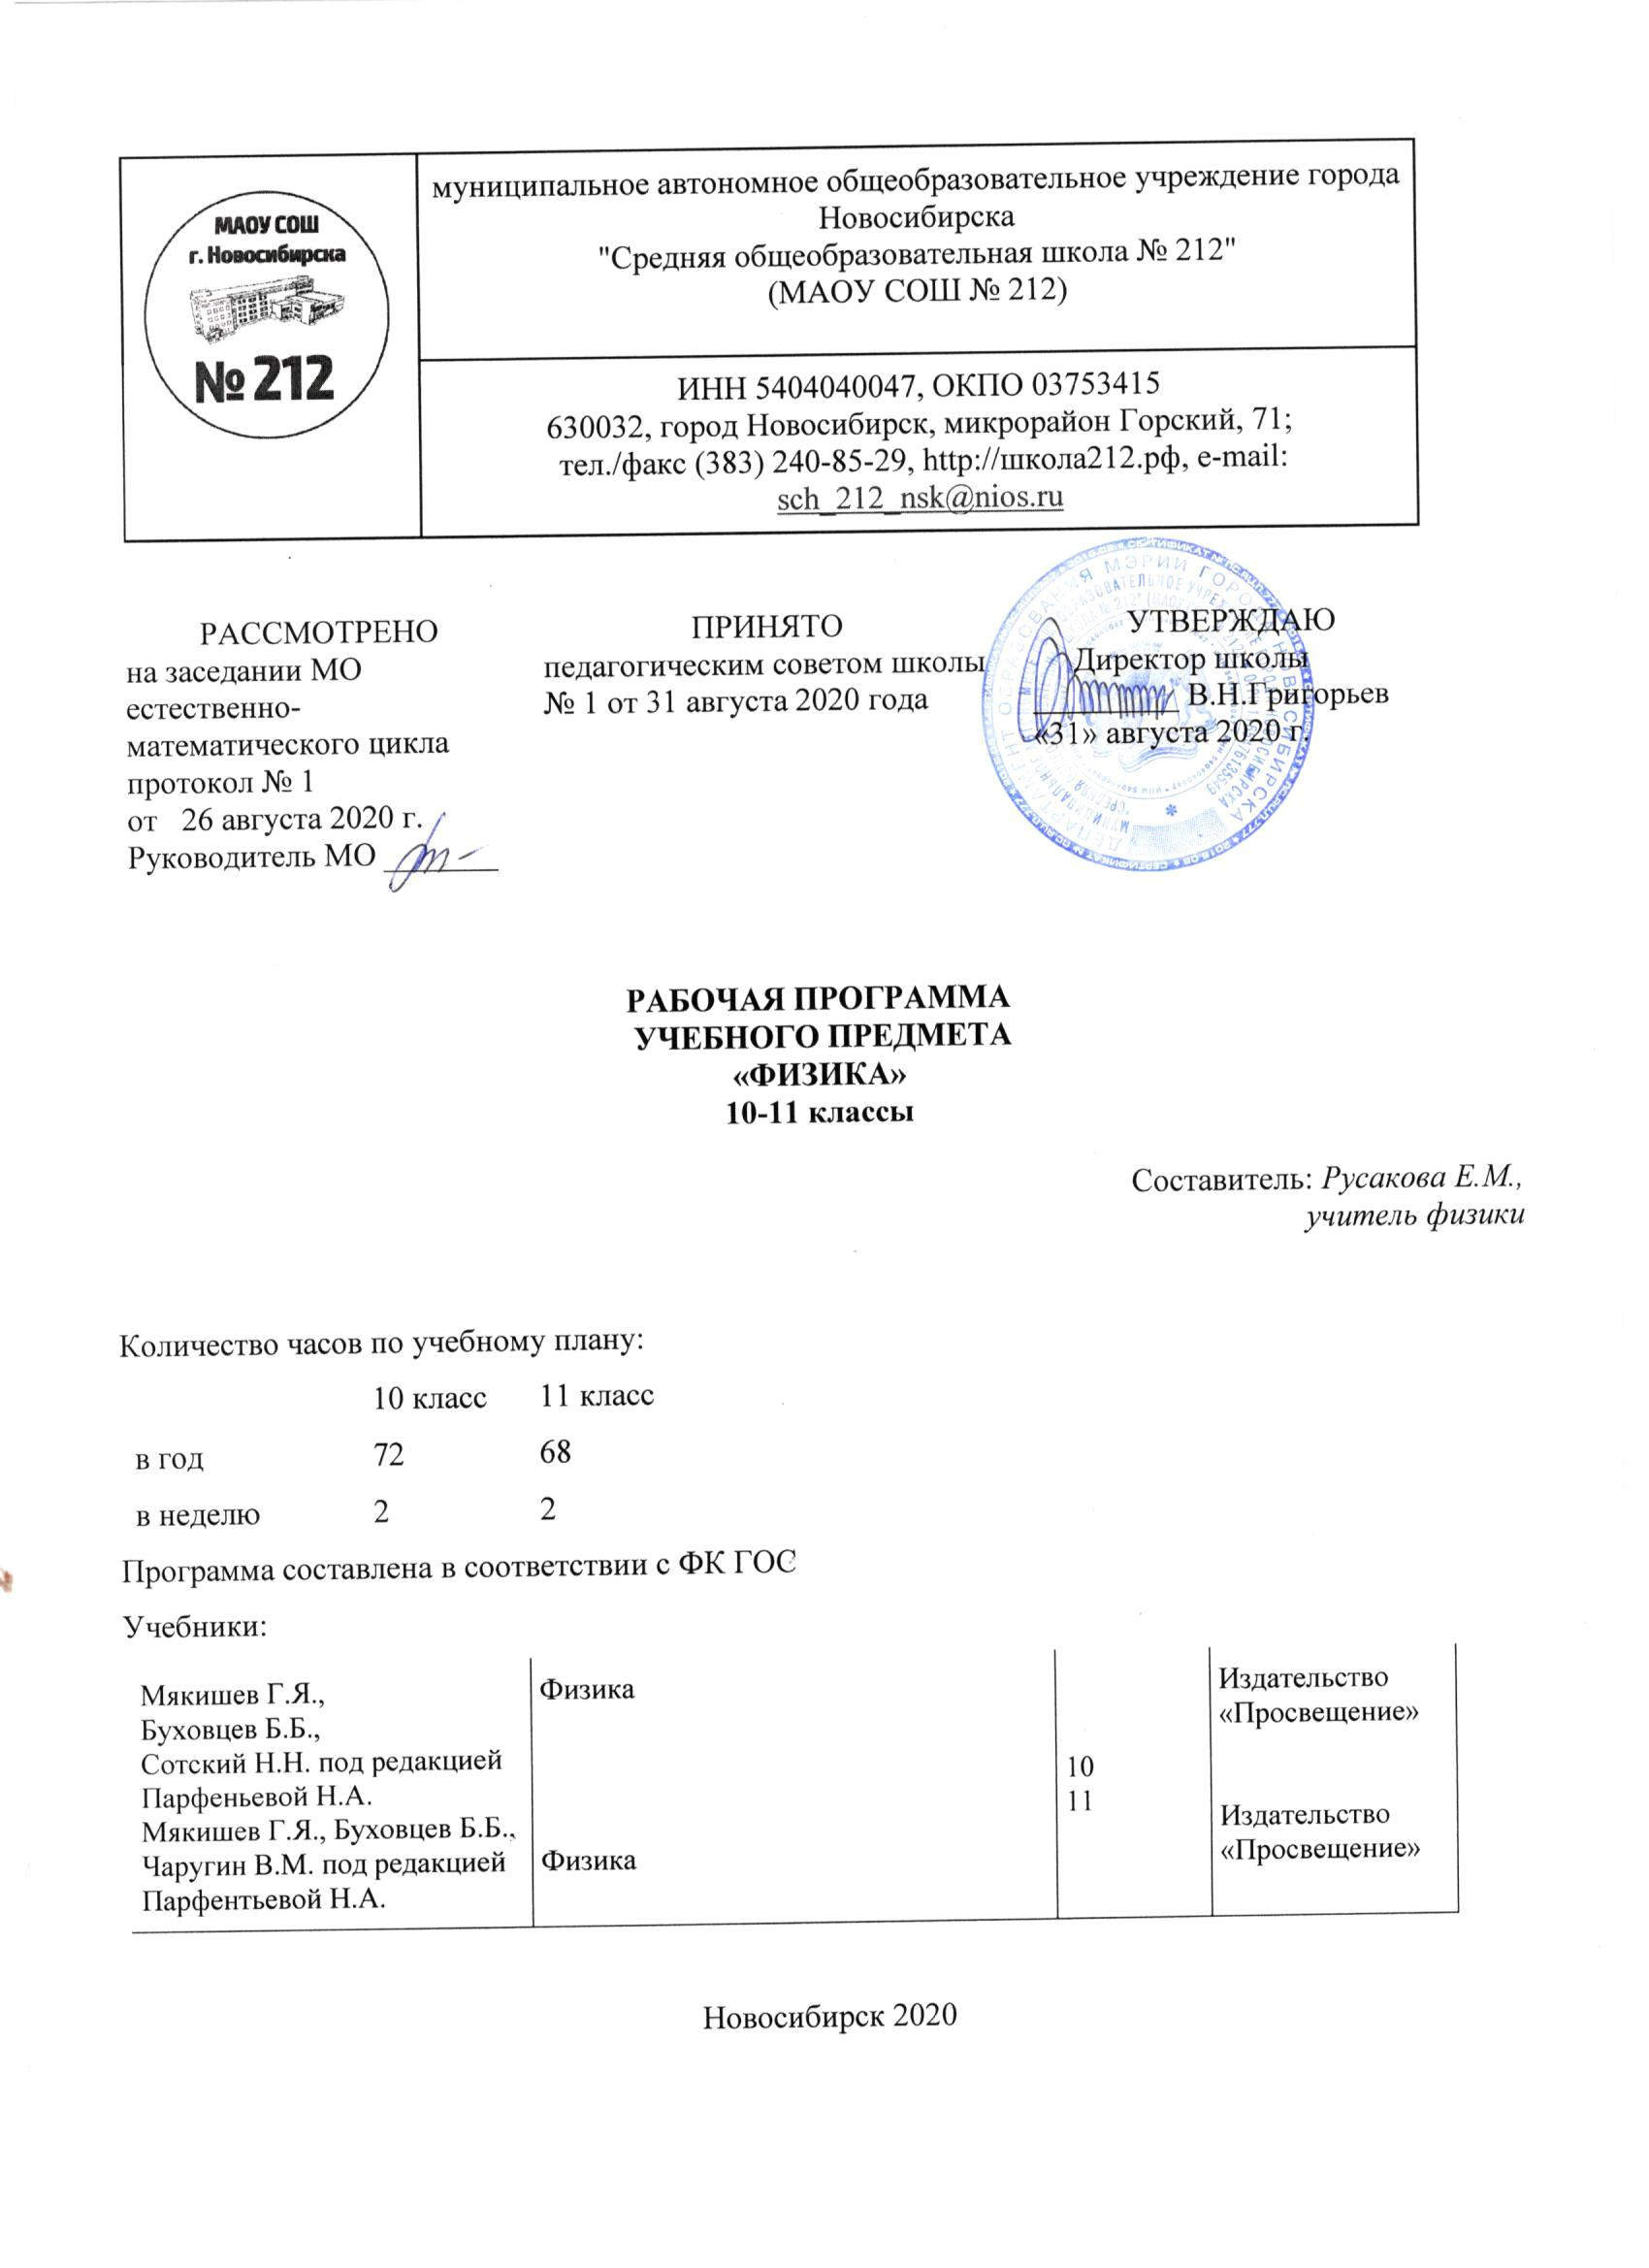 МАОУ СОШ
г. Новосибирска
№ 212
муниципальное автономное общеобразовательное учреждение города
Новосибирска
"Средняя общеобразовательная школа № 212"
(МАОУ СОШ № 212)
ИНН 5404040047, ОКПО 03753415
630032, город Новосибирск, микрорайон Горский, 71;
тел./факс (383) 240-85-29, http://школа212.рф, e-mail:
sch_212_nsk@nios.ru
РАССМОТРЕНО
на заседании МО
естественно-
математического цикла
протокол № 1
от 26 августа 2020 г.
Руководитель МО
ПРИНЯТО
педагогическим советом школы
№ 1 от 31 августа 2020 года
УТВЕРЖДАЮ
Директор школы
В.Н.Григорьев
«31» августа 2020 г.
РАБОЧАЯ ПРОГРАММА
УЧЕБНОГО ПРЕДМЕТА
«ФИЗИКА»
10-11 классы
Составитель: Русакова Е.М.,
учитель физики
Количество часов по учебному плану:
10 класс 11 класс
в год 72 68
в неделю 2 2
Программа составлена в соответствии с ФК ГОС
Учебники:
Мякишев Г.Я.,
Буховцев Б.Б.,
Сотский Н.Н. под редакцией
Парфеньевой Н.А.
Мякишев Г.Я., Буховцев Б.Б.,
Чаругин В.М. под редакцией
Парфентьевой Н.А.
Физика
Физика
10
11
Издательство
«Просвещение»
Издательство
«Просвещение»
Новосибирск 2020